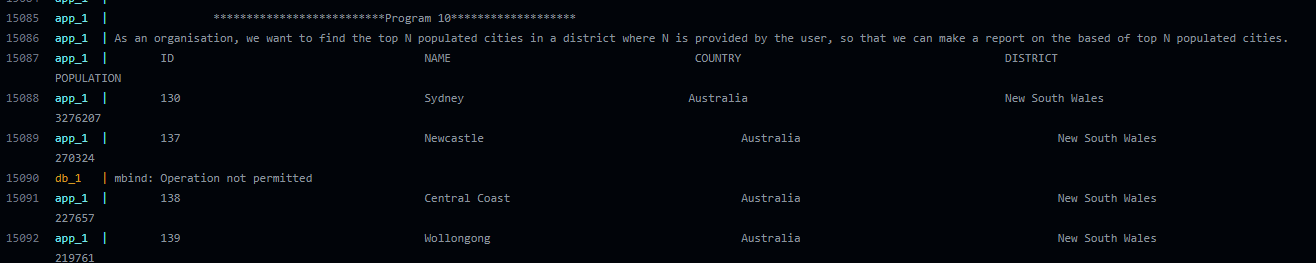 15085 app_1 | **************************Program 10*******************
15086 app_1 | As an organisation, we want to find the top N populated cities in a district where N is provided by the user, so that we can make a report on the based of top N populated cities.
15087 app_1 | ID NAME COUNTRY DISTRICT
POPULATION
15088 app_1 | 130 Sydney Australia New South Wales
3276207
15089 app_1 | 137 Newcastle Australia New South Wales
270324
15090 db_1 | mbind: Operation not permitted
15091 app_1 | 138 Central Coast Australia New South Wales
227657
15092 app_1 | 139 Wollongong Australia New South Wales
219761